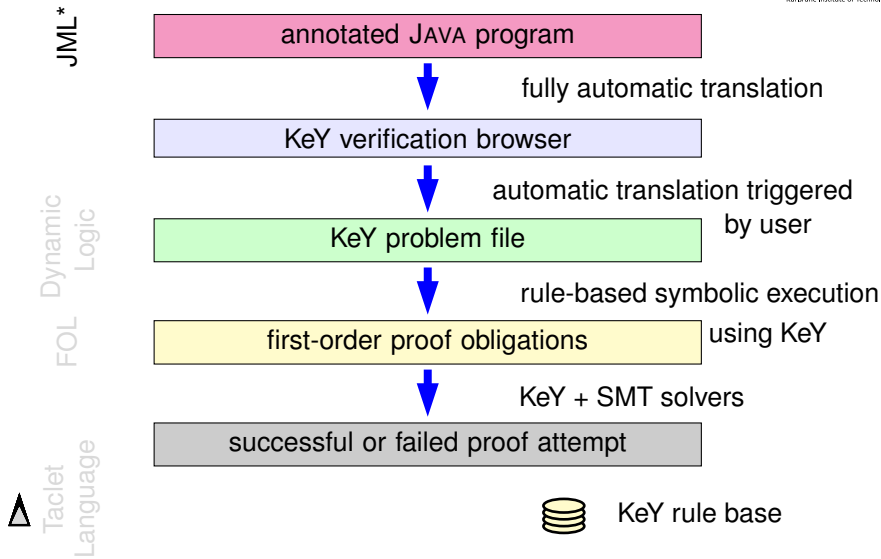 JML*
annotated JAVA program
fully automatic translation
KeY verification browser
automatic translation triggered
by user
Dynamic
Logic
KeY problem file
rule-based symbolic execution
using KeY
FOL
first-order proof obligations
KeY + SMT solvers
successful or failed proof attempt
Taclet
Language
KeY rule base